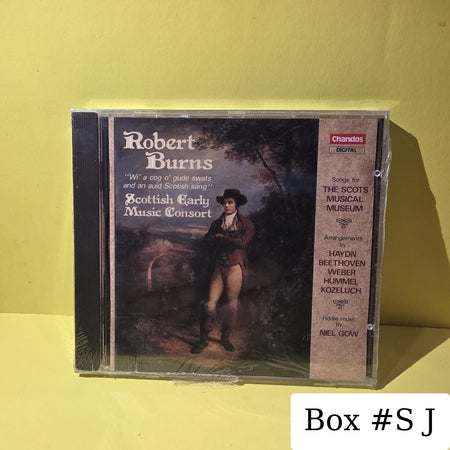 Robert
Burns
"Wi' a cog o' gude swats
and an auld Scotish sang"
Scottish Early
Music Consort
Chandos
DIGITAL
Songs for
THE SCOTS
MUSICAL
MUSEUM
Arrangements
by
HAYDN
BEETHOVEN
WEBER
HUMMEL
KOZELUCH
Fiddle music
by
NIEL GOW
Box #S J